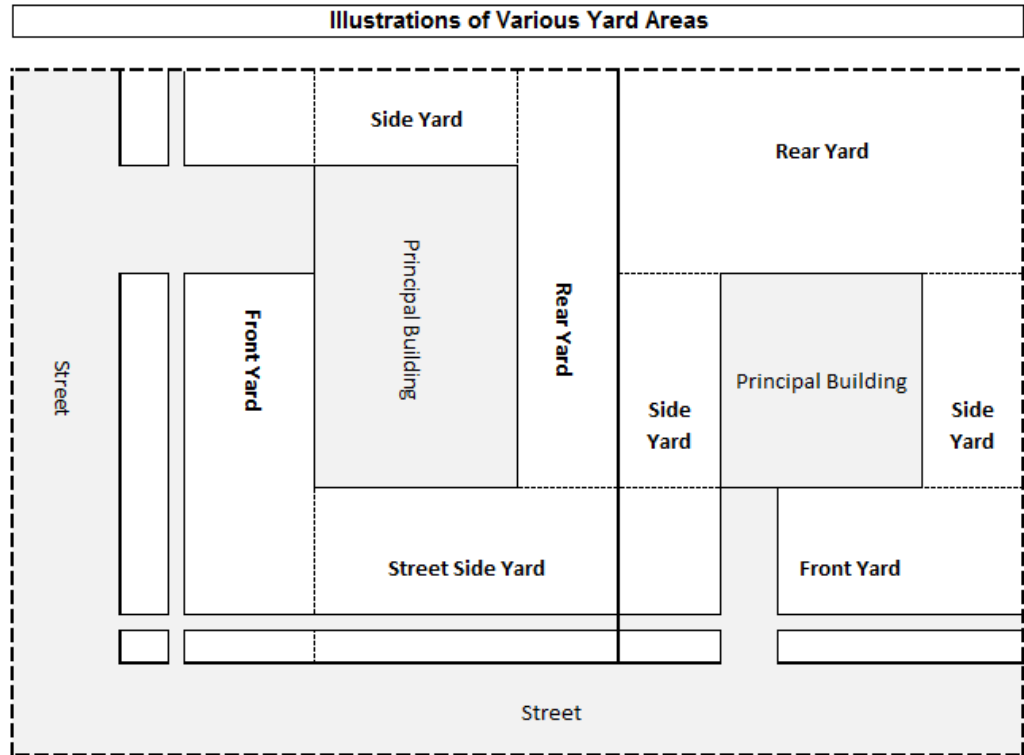 Illustrations of Various Yard Areas
Side Yard
Rear Yard
Principal Building
Rear Yard
Front Yard
Street
Principal Building
Side
Yard
Side
Yard
Street Side Yard
Front Yard
Street